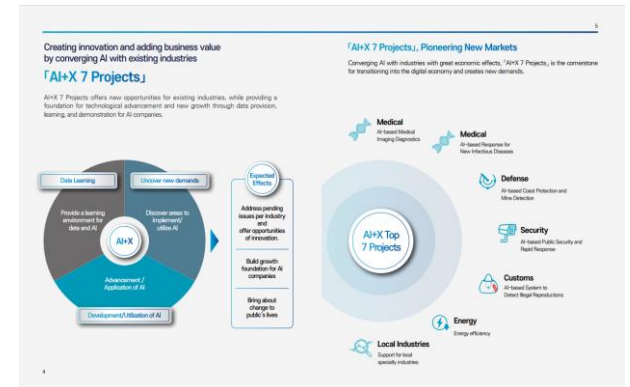 5
Creating innovation and adding business value
by converging AI with existing industries
「AI+X 7 Projects」
AI+X 7 Projects offers new opportunities for existing industries, while providing a
foundation for technological advancement and new growth through data provision,
learning, and demonstration for AI companies.
Data Learning
Uncover new demands
Provide a learning
environment for
data and AI
Discover areas to
implement/
utilize AI
AI+X
Advancement /
Application of AI
Development/Utilization of AI
Expected
Effects
Address pending
issues per industry
and
offer opportunities
of innovation.
Build growth
foundation for AI
companies
Bring about
change to
public's lives
4
「AI+X 7 Projects」, Pioneering New Markets
Converging AI with industries with great economic effects, 「AI+X 7 Projects」 is the cornerstone
for transitioning into the digital economy and creates new demands.
AI+X Top
7 Projects
Medical
AI-based Medical
Imaging Diagnostics
Medical
AI-based Response for
New Infectious Diseases
Defense
AI-based Coast Protection and
Mine Detection
Security
AI-based Public Security and
Rapid Response
Customs
AI-based System to
Detect Illegal Reproductions
Energy
Energy efficiency
Local Industries
Support for local
specialty industries